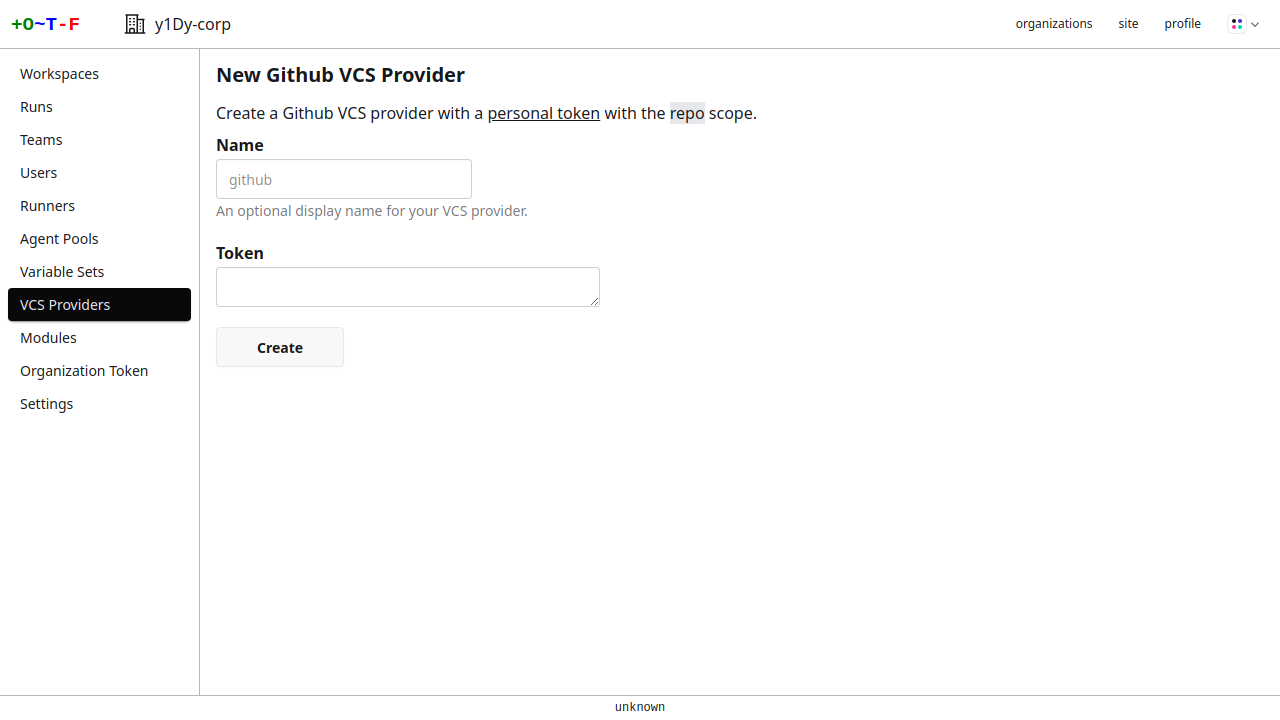 +O~T-F
y1Dy-corp
organizations
site
profile
Workspaces
Runs
Teams
Users
Runners
Agent Pools
Variable Sets
VCS Providers
Modules
Organization Token
Settings
New Github VCS Provider
Create a Github VCS provider with a personal token with the repo scope.
Name
github
An optional display name for your VCS provider.
Token
Create
unknown